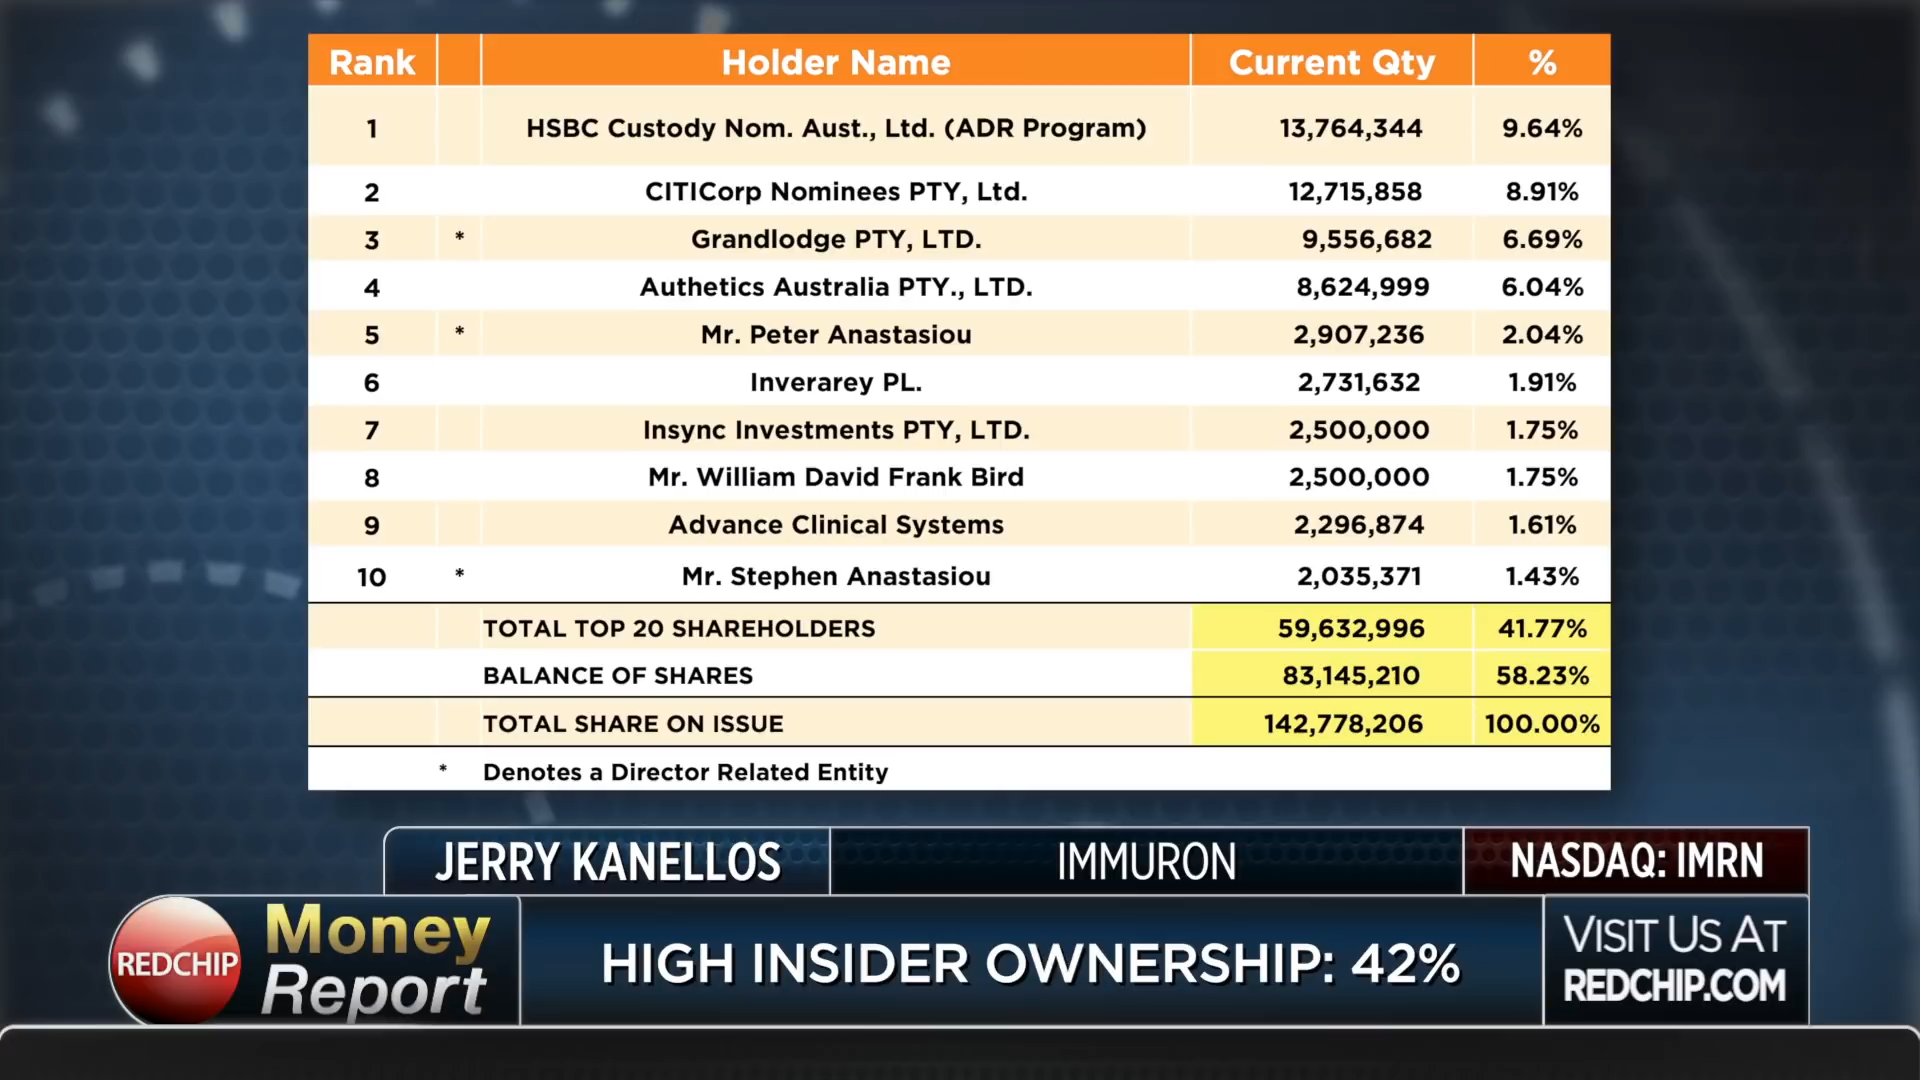 Rank Holder Name Current Qty %
1 HSBC Custody Nom. Aust., Ltd. (ADR Program) 13,764,344 9.64%
2 CITICorp Nominees PTY, Ltd. 12,715,858 8.91%
3 * Grandlodge PTY, LTD. 9,556,682 6.69%
4 Authetics Australia PTY., LTD. 8,624,999 6.04%
5 * Mr. Peter Anastasiou 2,907,236 2.04%
6 Inverarey PL. 2,731,632 1.91%
7 Insync Investments PTY, LTD. 2,500,000 1.75%
8 Mr. William David Frank Bird 2,500,000 1.75%
9 Advance Clinical Systems 2,296,874 1.61%
10 * Mr. Stephen Anastasiou 2,035,371 1.43%
TOTAL TOP 20 SHAREHOLDERS 59,632,996 41.77%
BALANCE OF SHARES 83,145,210 58.23%
TOTAL SHARE ON ISSUE 142,778,206 100.00%
* Denotes a Director Related Entity
JERRY KANELLOS IMMURON NASDAQ: IMRN
REDCHIP
Money
Report
HIGH INSIDER OWNERSHIP: 42%
VISIT US AT
REDCHIP.COM